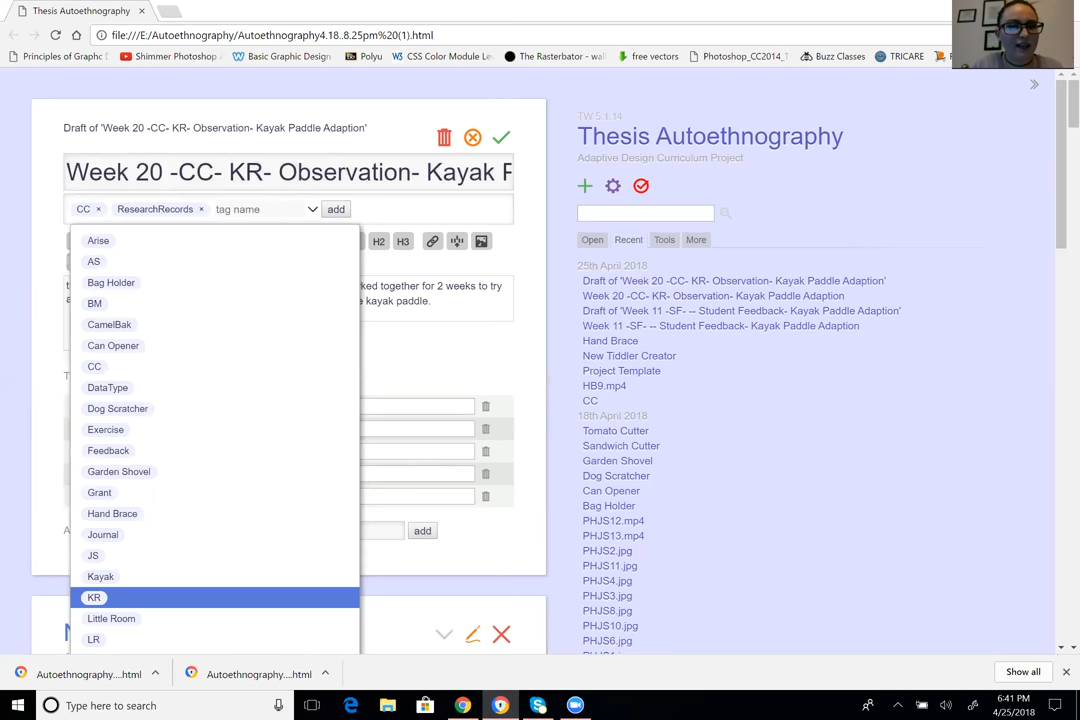 Thesis Autoethnography
file:///E:/Autoethnography/Autoethnography4.18..8.25pm%20(1).html
Principles of Graphc
Shimmer Photoshop
Basic Graphic Design
Polyu
CSS Color Module Le
The Rasterbator - wal
free vectors
Photoshop_CC2014_T
Buzz Classes
TRICARE
Draft of 'Week 20 -CC- KR- Observation- Kayak Paddle Adaption'
Week 20 -CC- KR- Observation- Kayak P
CC ×
ResearchRecords ×
tag name
add
H2
H3
Arise
AS
Bag Holder
BM
CamelBak
Can Opener
CC
DataType
Dog Scratcher
Exercise
Feedback
Garden Shovel
Grant
Hand Brace
Journal
JS
Kayak
KR
Little Room
LR
ked together for 2 weeks to try
e kayak paddle.
add
TW 5.1.14
Thesis Autoethnography
Adaptive Design Curriculum Project
Open
Recent
Tools
More
25th April 2018
Draft of 'Week 20 -CC- KR- Observation- Kayak Paddle Adaption'
Week 20 -CC- KR- Observation- Kayak Paddle Adaption
Draft of 'Week 11 -SF- -- Student Feedback- Kayak Paddle Adaption'
Week 11 -SF- -- Student Feedback- Kayak Paddle Adaption
Hand Brace
New Tiddler Creator
Project Template
HB9.mp4
CC
18th April 2018
Tomato Cutter
Sandwich Cutter
Garden Shovel
Dog Scratcher
Can Opener
Bag Holder
PHJS12.mp4
PHJS13.mp4
PHJS2.jpg
PHJS11.jpg
PHJS4.jpg
PHJS3.jpg
PHJS8.jpg
PHJS10.jpg
PHJS6.jpg
Autoethnography....html
Autoethnography....html
Show all
Type here to search
6:41 PM
4/25/2018